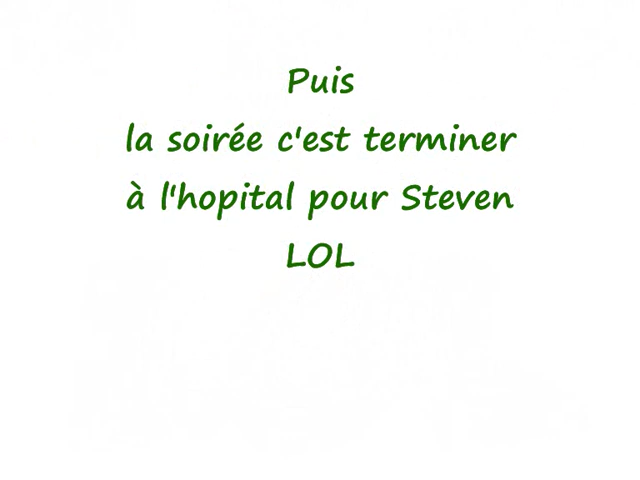 Puis
la soirée c'est terminer
à l'hopital pour Steven
LOL